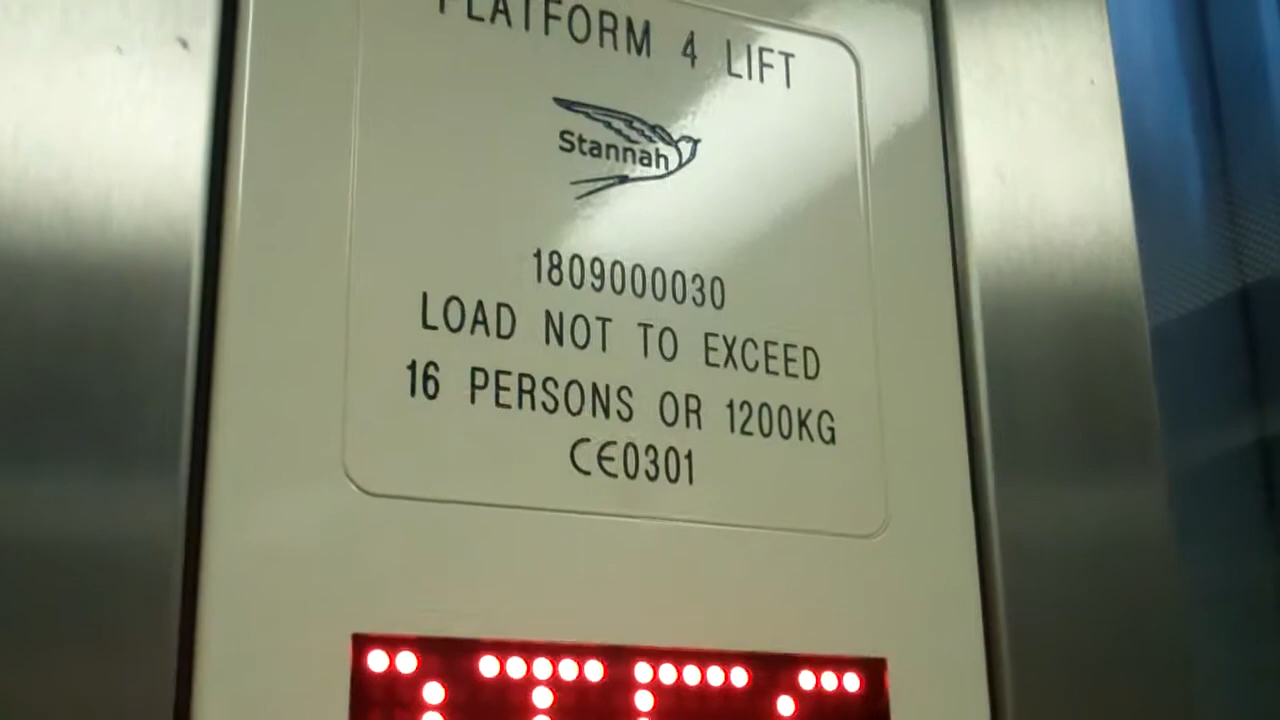 PLATFORM 4 LIFT
Stannah
1809000030
LOAD NOT TO EXCEED
16 PERSONS OR 1200KG
CE0301